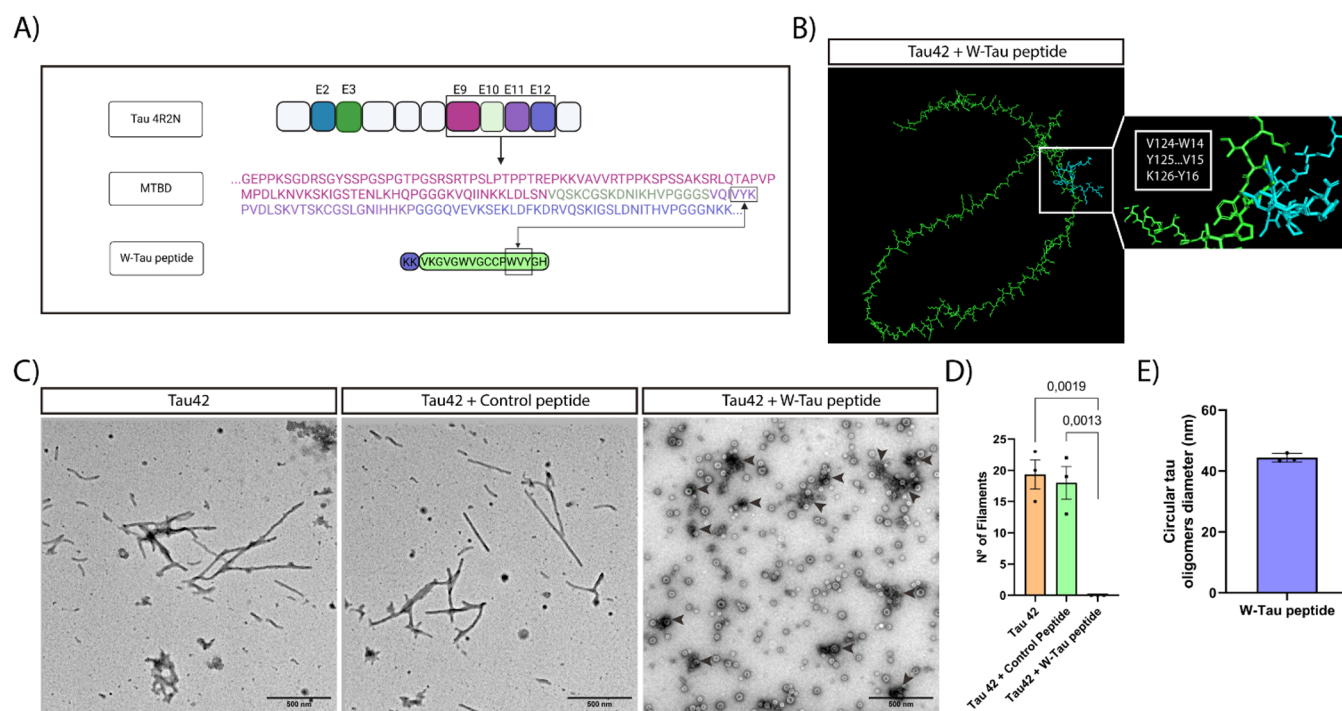 A)
E2 E3 E9 E10 E11 E12
Tau 4R2N
...GEPPKSGDRSGYSSPGSPGTPGSRSRTPSLPTPPTREPKKVAVVRTPPKSPSSAKSRLQTAPVP
MTBD
MPDLKNVKSKIGSTENLKHQPGGGKVQIINKKLDLSNVQSKCGSKDNIKHVPGGGSVQIVYK
PVDLSKVTSKCGSLGNIHHKPGGGQVEVKSEKLDFKDRVQSKIGSLDNITHVPGGGNKK...
W-Tau peptide
KKVKGVGWVGCCPWVYGH
B)
Tau42 + W-Tau peptide
V124-W14
Y125...V15
K126-Y16
C)
Tau42
Tau42 + Control peptide
Tau42 + W-Tau peptide
500 nm
500 nm
500 nm
D)
0,0019
0,0013
Nº of Filaments
25
20
15
10
5
0
Tau 42
Tau 42 + Control Peptide
Tau42 + W-Tau peptide
E)
Circular tau
oligomers diameter (nm)
60
40
20
0
W-Tau peptide